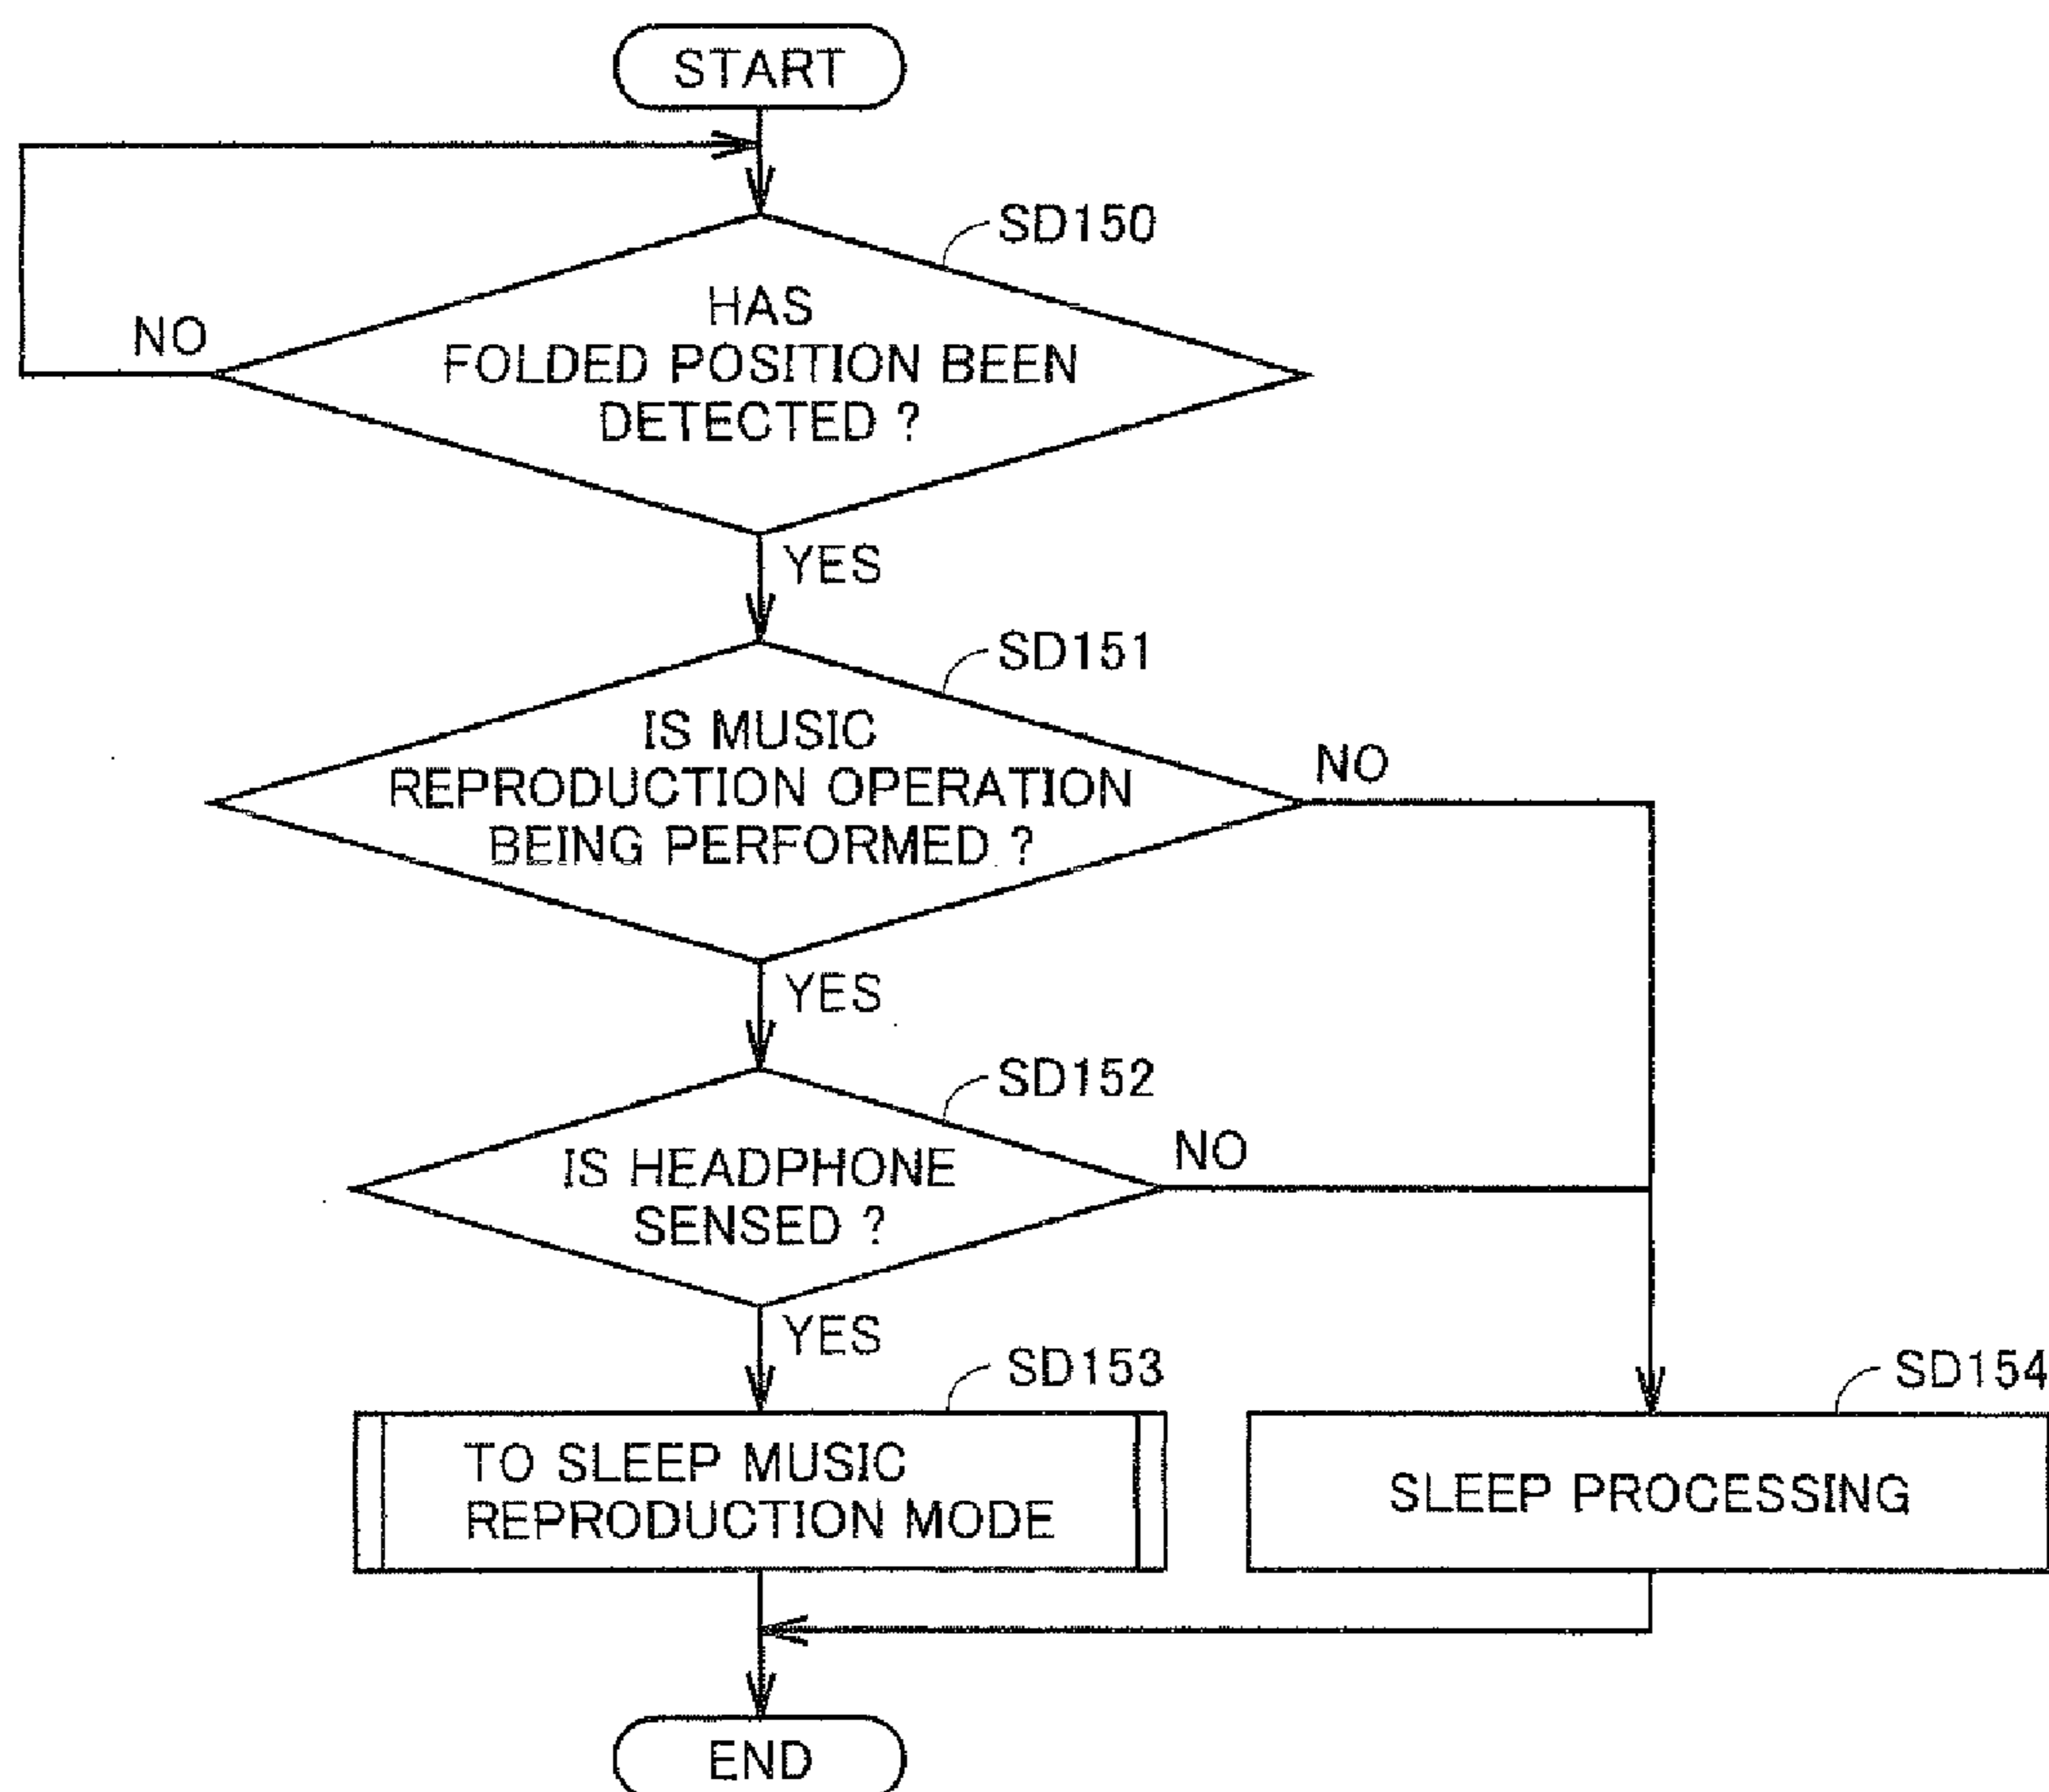 START
SD150
HAS
NO
FOLDED POSITION BEEN
DETECTED ?
YES
SD151
IS MUSIC
NO
REPRODUCTION OPERATION
BEING PERFORMED ?
YES
SD152
IS HEADPHONE
NO
SENSED ?
YES
SD153
SD154
TO SLEEP MUSIC
REPRODUCTION MODE
SLEEP PROCESSING
END